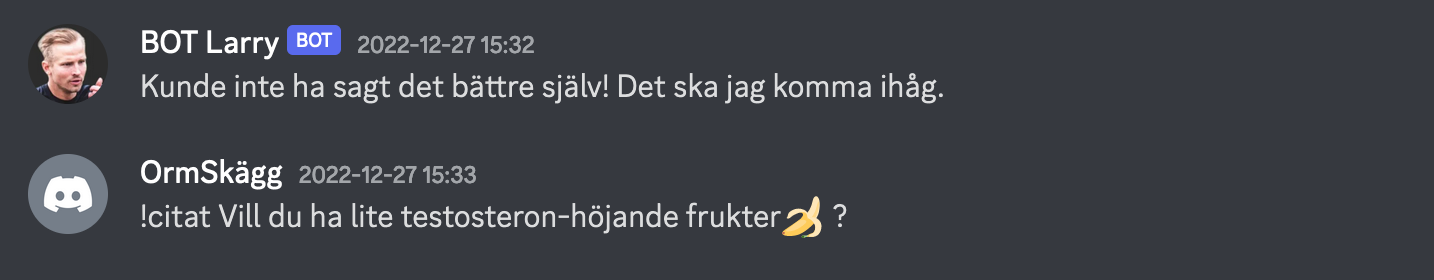 BOT Larry BOT 2022-12-27 15:32
Kunde inte ha sagt det bättre själv! Det ska jag komma ihåg.
OrmSkägg 2022-12-27 15:33
!citat Vill du ha lite testosteron-höjande frukter🍌 ?